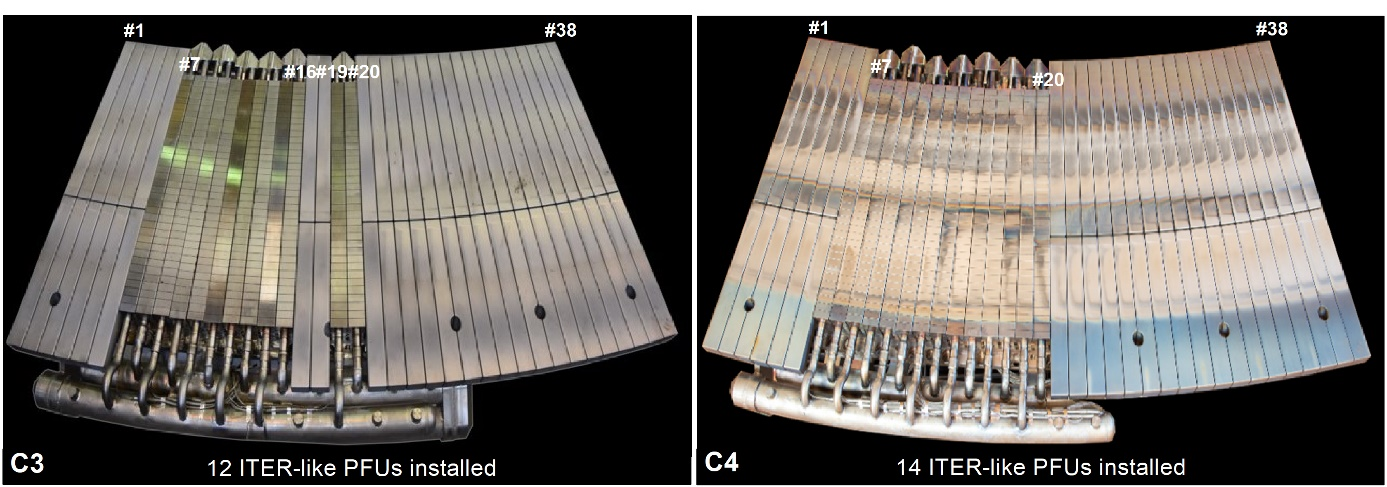 #1
#38
#7
#16#19#20
C3
12 ITER-like PFUs installed
#1
#38
#7
#20
C4
14 ITER-like PFUs installed